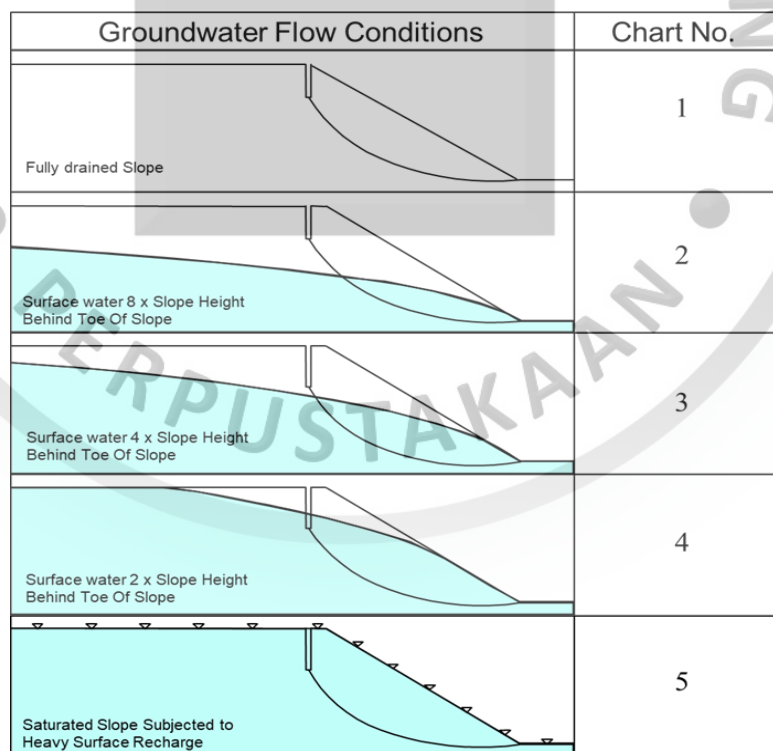 Groundwater Flow Conditions
Chart No.
Fully drained Slope
1
Surface water 8 x Slope Height
Behind Toe Of Slope
2
Surface water 4 x Slope Height
Behind Toe Of Slope
3
Surface water 2 x Slope Height
Behind Toe Of Slope
4
Saturated Slope Subjected to
Heavy Surface Recharge
5
PERPUSTAKAAN
NG